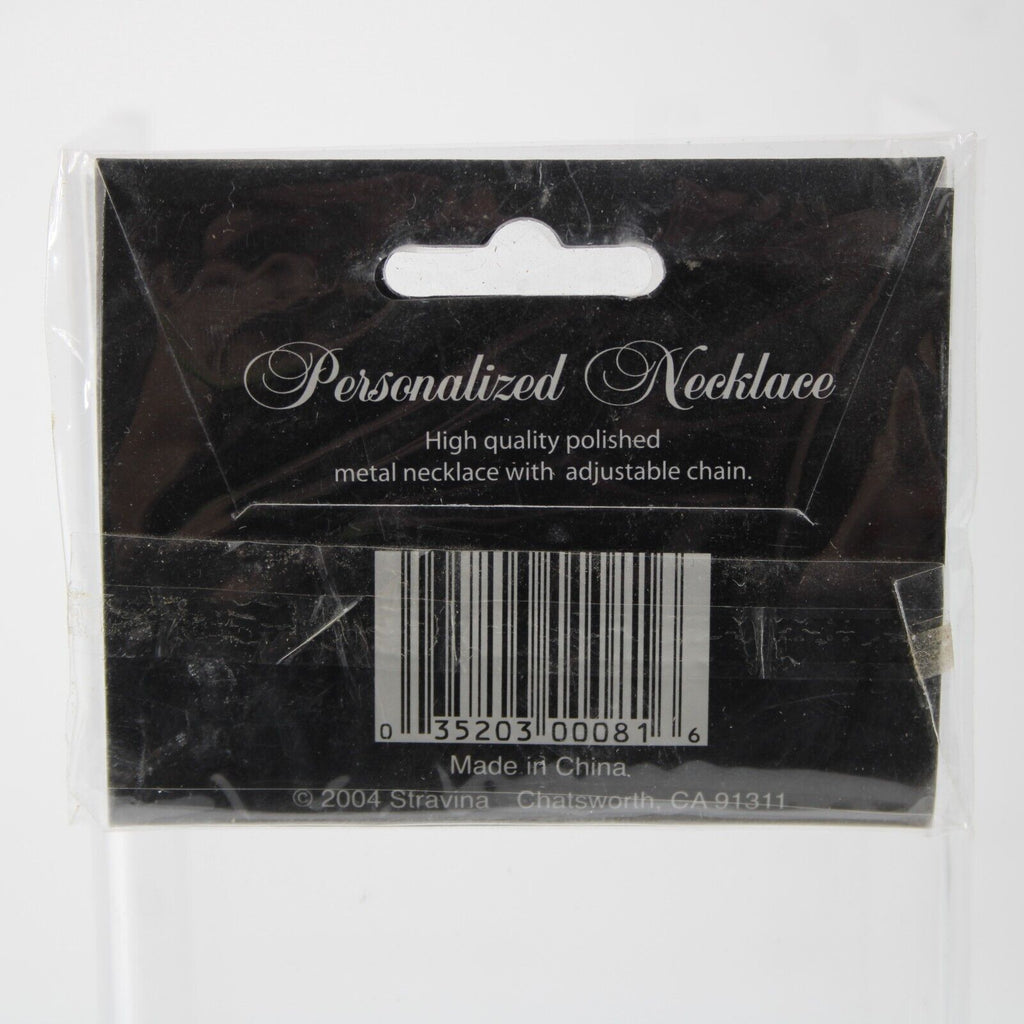 Personalized Necklace
High quality polished
metal necklace with adjustable chain.
0 35203 00081 6
Made in China.
© 2004 Stravina Chatsworth, CA 91311